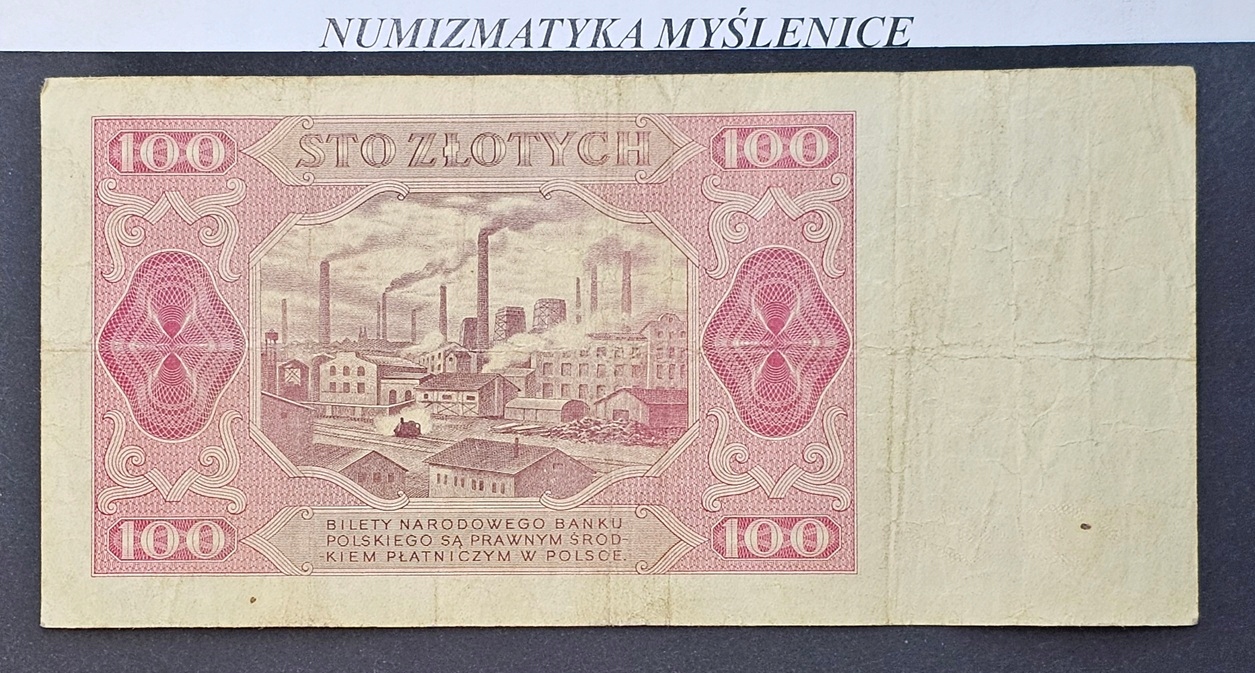 NUMIZMATYKA MYŚLENICE
100 STO ZŁOTYCH 100
100 BILETY NARODOWEGO BANKU 100
POLSKIEGO SĄ PRAWNYM ŚROD-
-KIEM PŁATNICZYM W POLSCE.